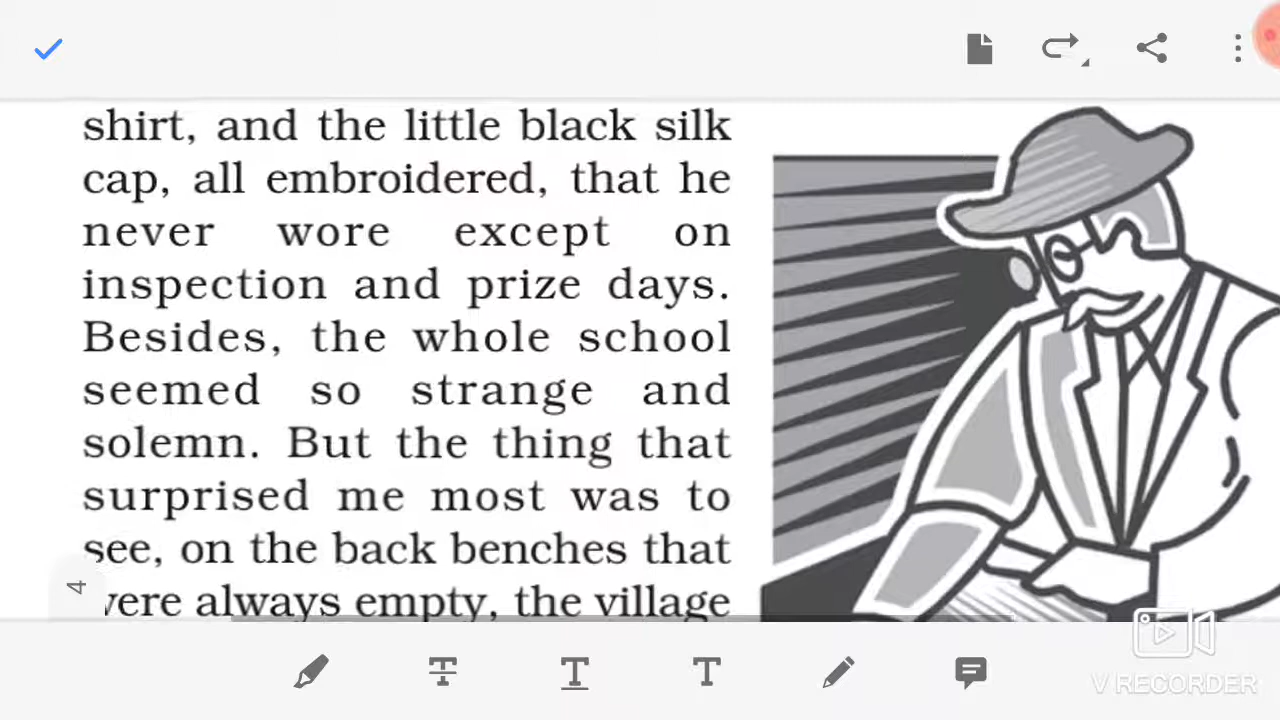 shirt, and the little black silk
cap, all embroidered, that he
never wore except on
inspection and prize days.
Besides, the whole school
seemed so strange and
solemn. But the thing that
surprised me most was to
see, on the back benches that
were always empty, the village
4
V RECORDER